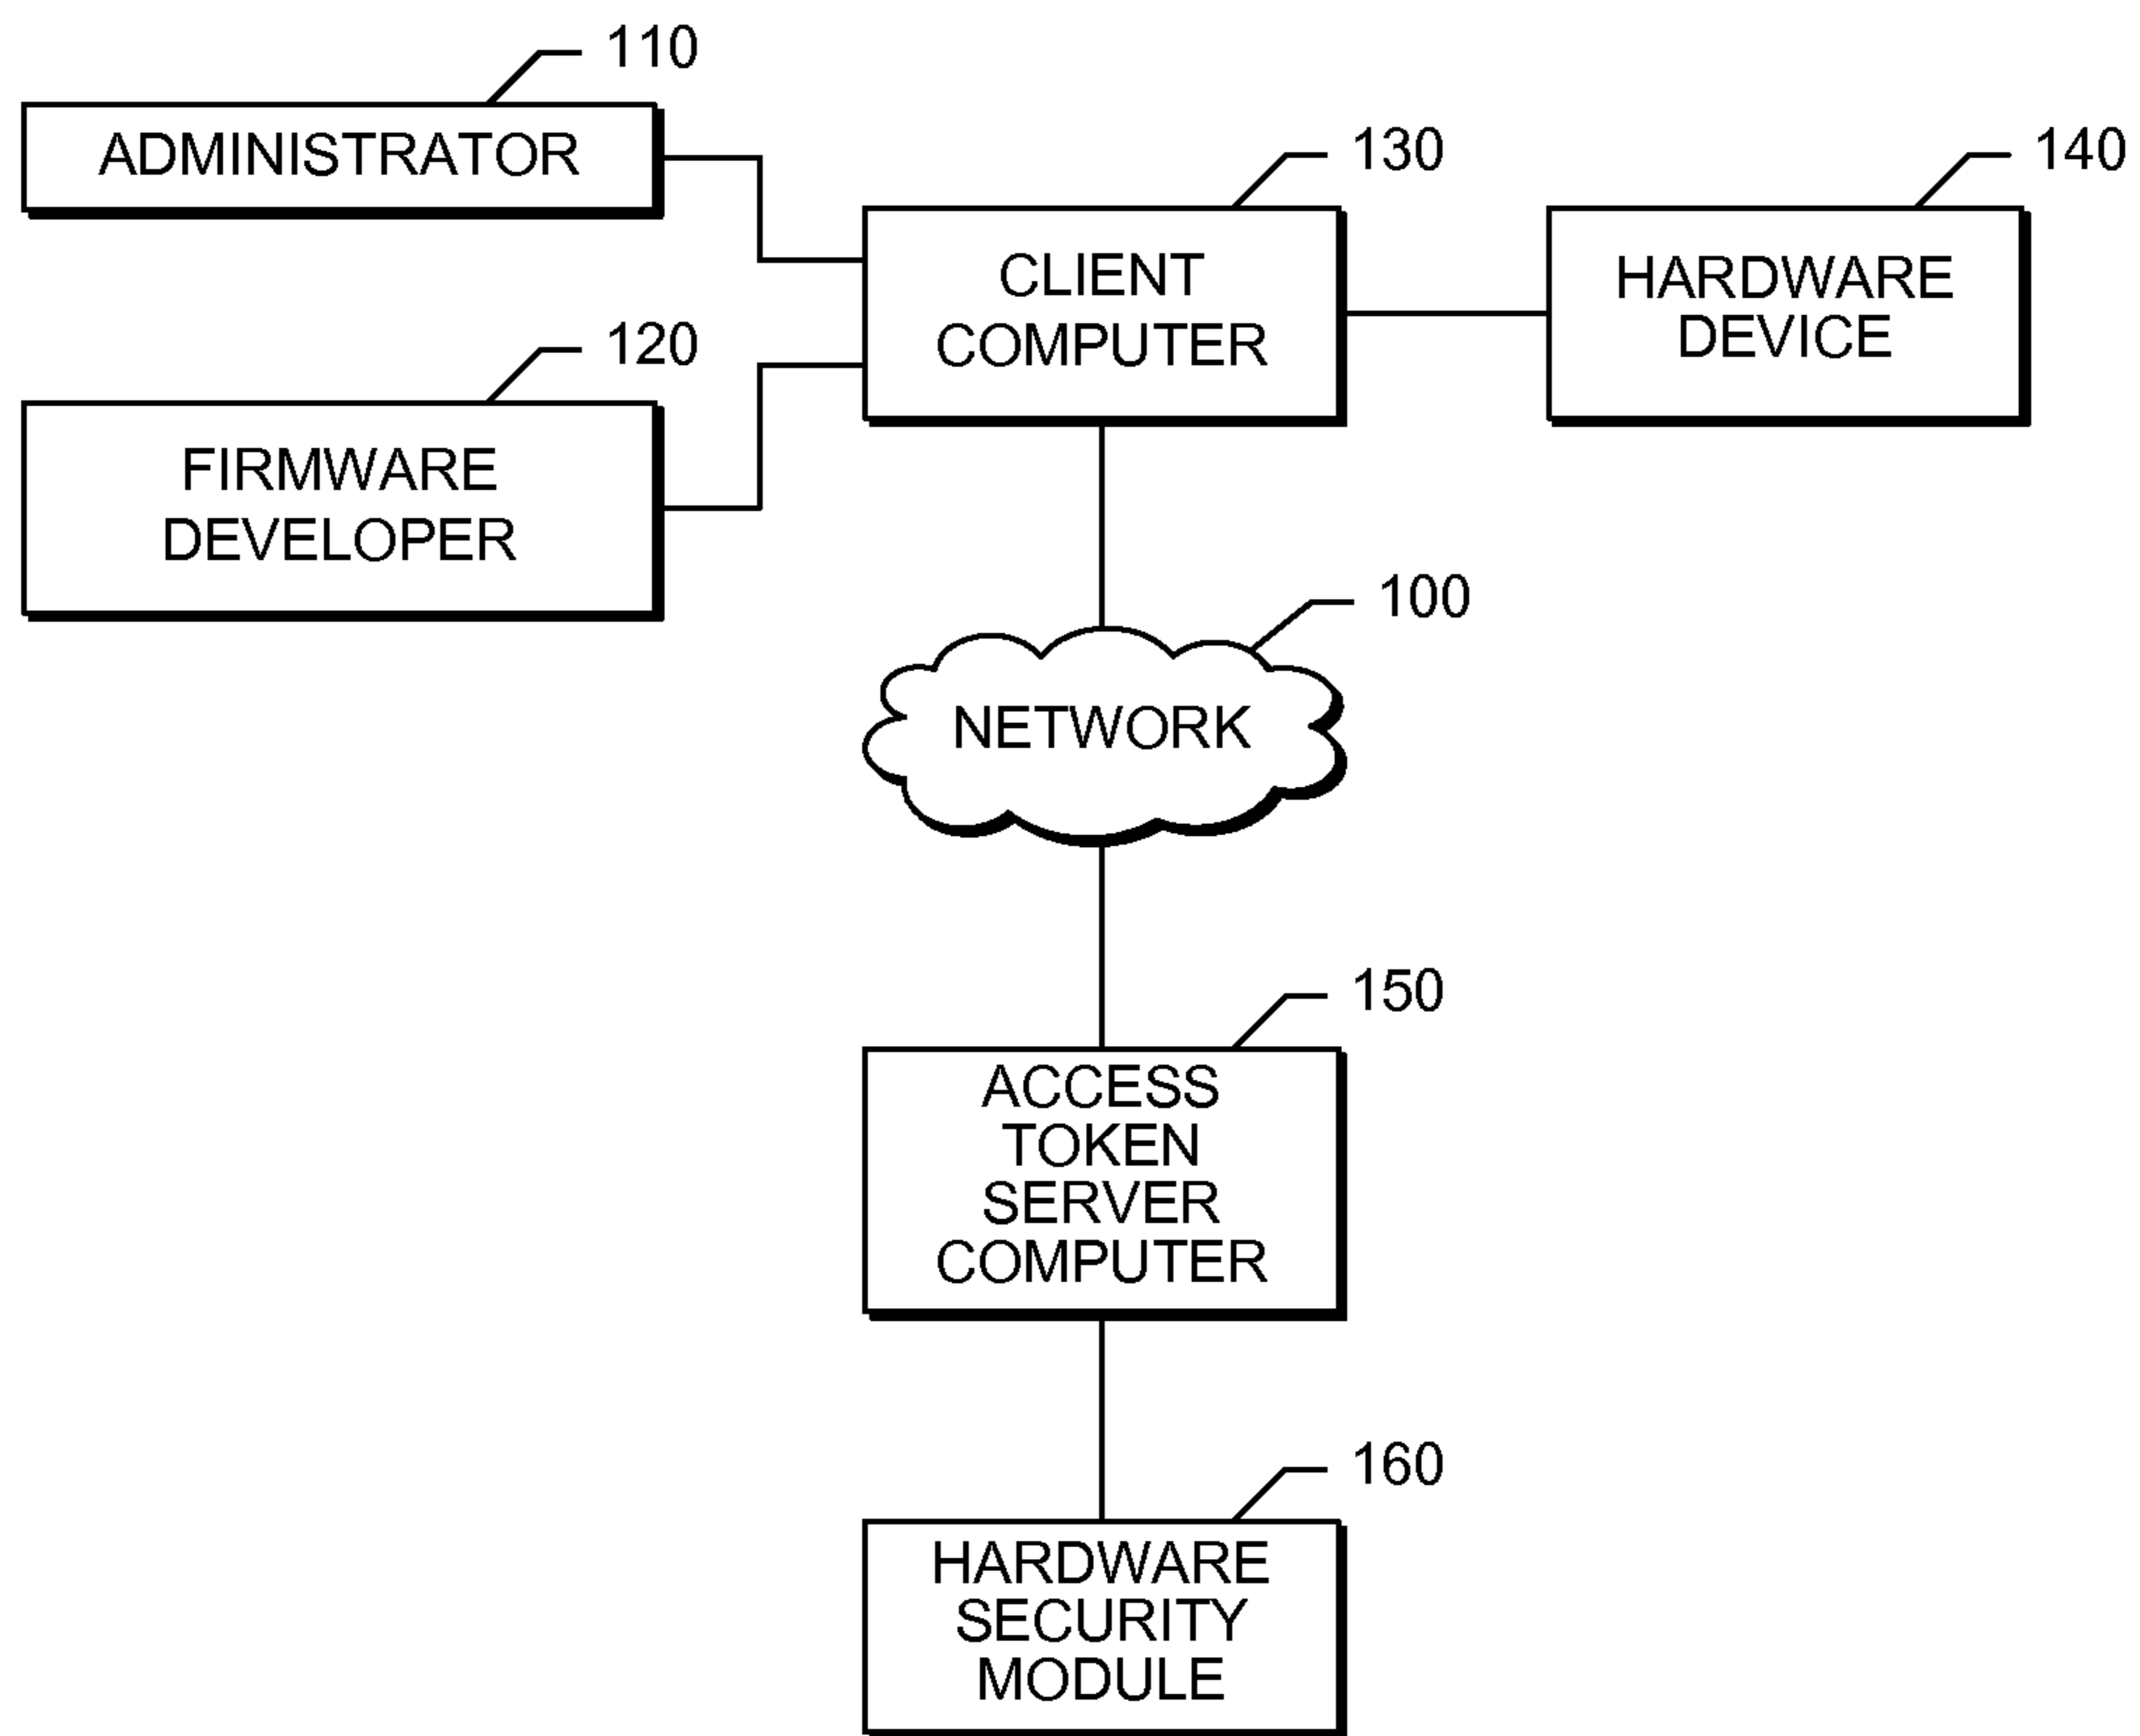 110
ADMINISTRATOR
130
140
CLIENT
COMPUTER
HARDWARE
DEVICE
120
FIRMWARE
DEVELOPER
100
NETWORK
150
ACCESS
TOKEN
SERVER
COMPUTER
160
HARDWARE
SECURITY
MODULE